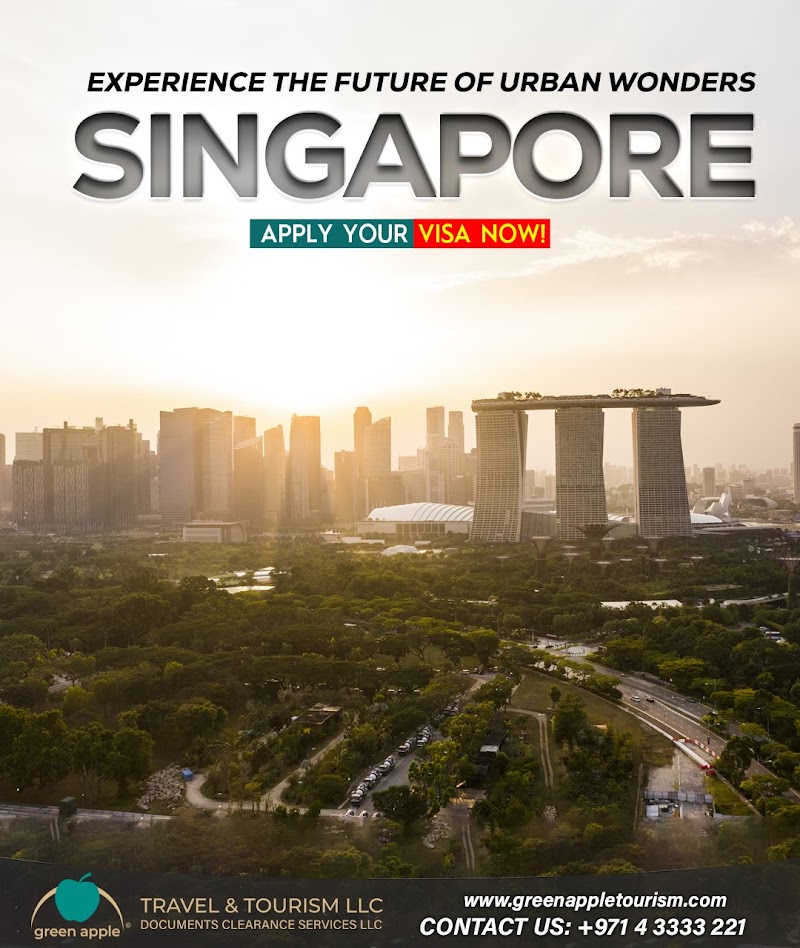 EXPERIENCE THE FUTURE OF URBAN WONDERS
SINGAPORE
APPLY YOUR VISA NOW!
green apple ©
TRAVEL & TOURISM LLC
DOCUMENTS CLEARANCE SERVICES LLC
www.greenappletourism.com
CONTACT US: +971 4 3333 221